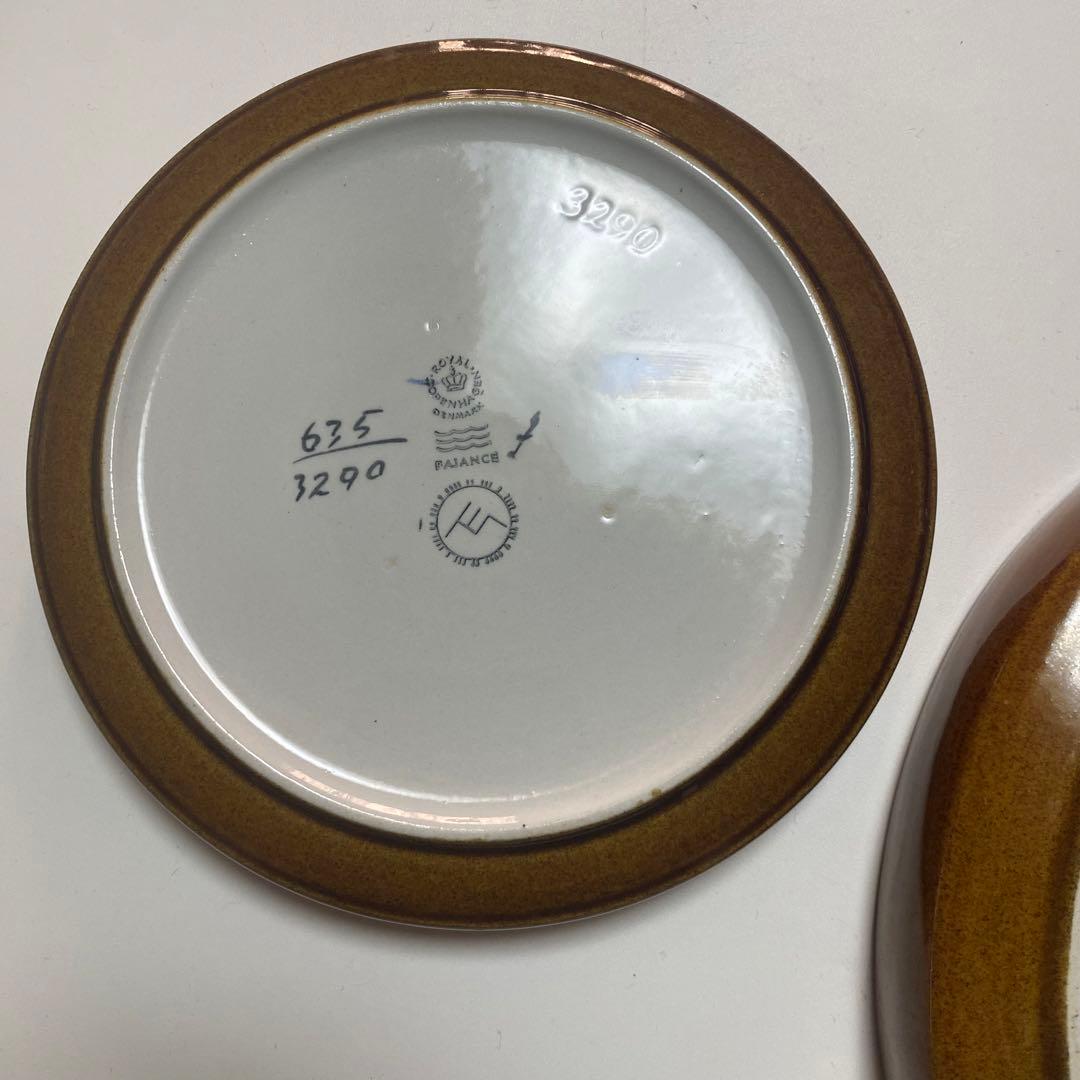 3290
ROYAL COPENHAGEN
DENMARK
635
3290
FAJANCE